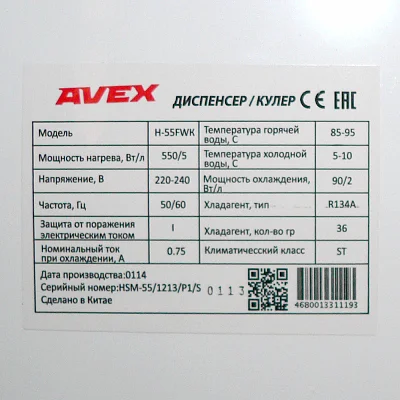 AVEX ДИСПЕНСЕР / КУЛЕР CE EAC
Модель H-55FWK Температура горячей воды, С 85-95
Мощность нагрева, Вт/л 550/5 Температура холодной воды, С 5-10
Напряжение, В 220-240 Мощность охлаждения, Вт/л 90/2
Частота, Гц 50/60 Хладагент, тип R134A
Защита от поражения электрическим током I Хладагент, кол-во гр 36
Номинальный ток при охлаждении, А 0.75 Климатический класс ST
Дата производства:0114
Серийный номер:HSM-55/1213/P1/S 0113
Сделано в Китае
4680013311193